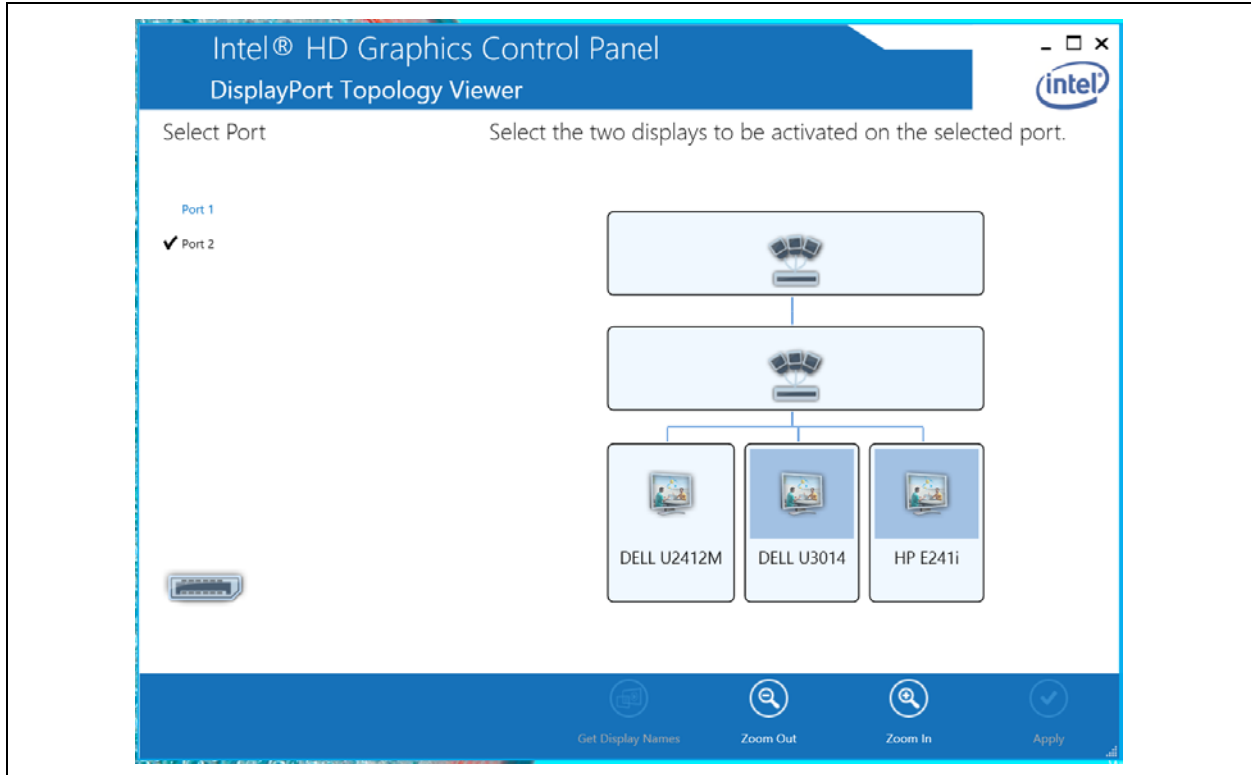 Intel® HD Graphics Control Panel
DisplayPort Topology Viewer
intel®
Select Port
Select the two displays to be activated on the selected port.
Port 1
Port 2
DELL U2412M
DELL U3014
HP E241i
Get Display Names
Zoom Out
Zoom In
Apply